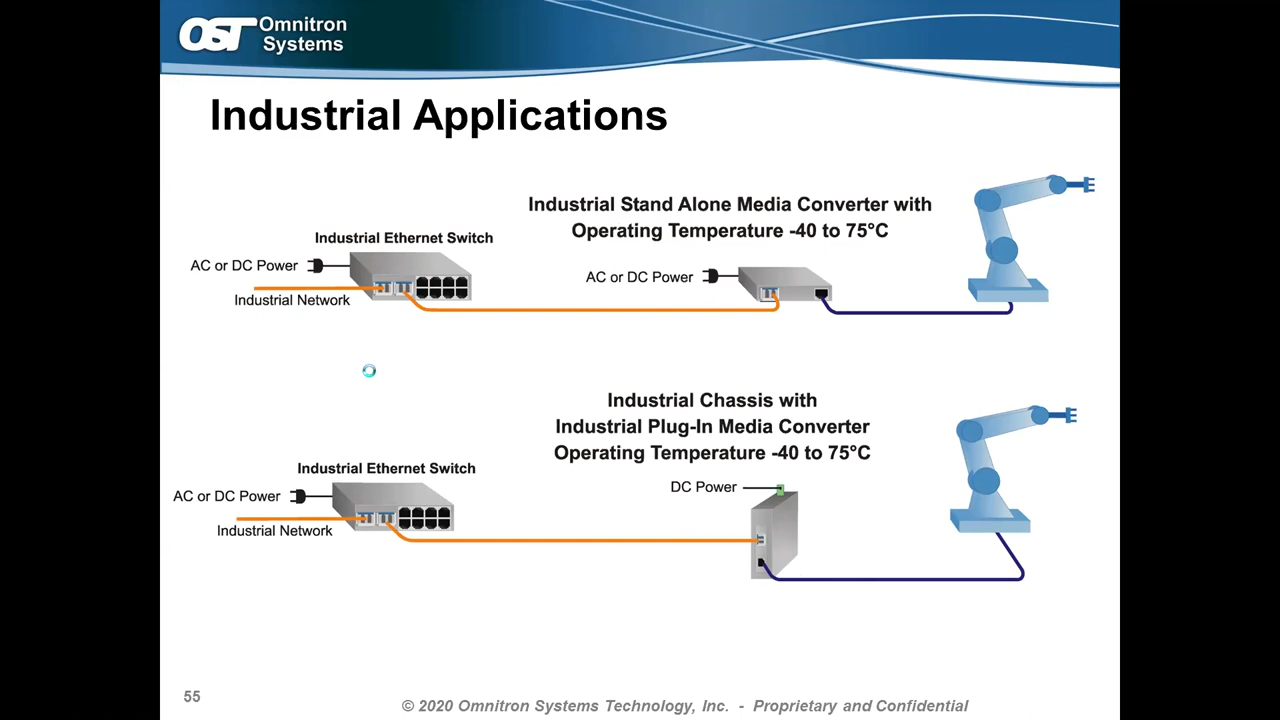 OST Omnitron
Systems
Industrial Applications
Industrial Stand Alone Media Converter with
Operating Temperature -40 to 75°C
Industrial Ethernet Switch
AC or DC Power
Industrial Network
AC or DC Power
Industrial Chassis with
Industrial Plug-In Media Converter
Operating Temperature -40 to 75°C
Industrial Ethernet Switch
DC Power
AC or DC Power
Industrial Network
55
© 2020 Omnitron Systems Technology, Inc. - Proprietary and Confidential